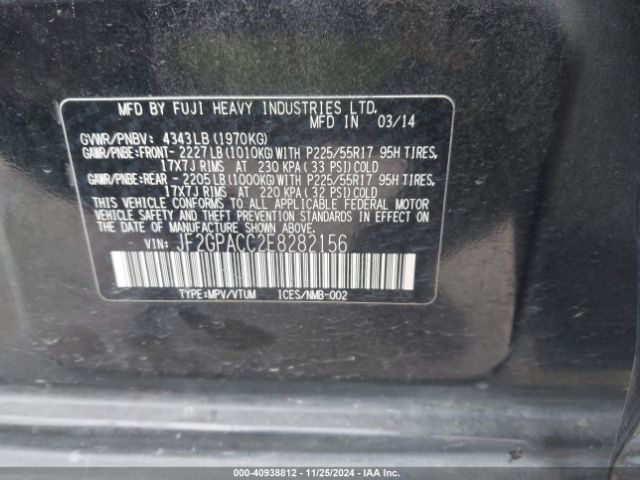 MFD BY FUJI HEAVY INDUSTRIES LTD.
MFD IN 03/14
GVWR/PNBV: 4343LB(1970KG)
GAWR/PNBE:FRONT-2227LB(1010KG)WITH P225/55R17 95H TIRES,
17X7J RIMS AT 230 KPA(33 PSI)COLD
GAWR/PNBE:REAR -2205LB(1000KG)WITH P225/55R17 95H TIRES,
17X7J RIMS AT 220 KPA(32 PSI)COLD
THIS VEHICLE CONFORMS TO ALL APPLICABLE FEDERAL MOTOR
VEHICLE SAFETY AND THEFT PREVENTION STANDARDS IN EFFECT ON
THE DATE OF MANUFACTURE SHOWN ABOVE.
VIN: JF2GPACC2E8282156
TYPE:MPV/VTUM ICES/NMB-002
000-40938812 - 11/25/2024 - IAAI.com